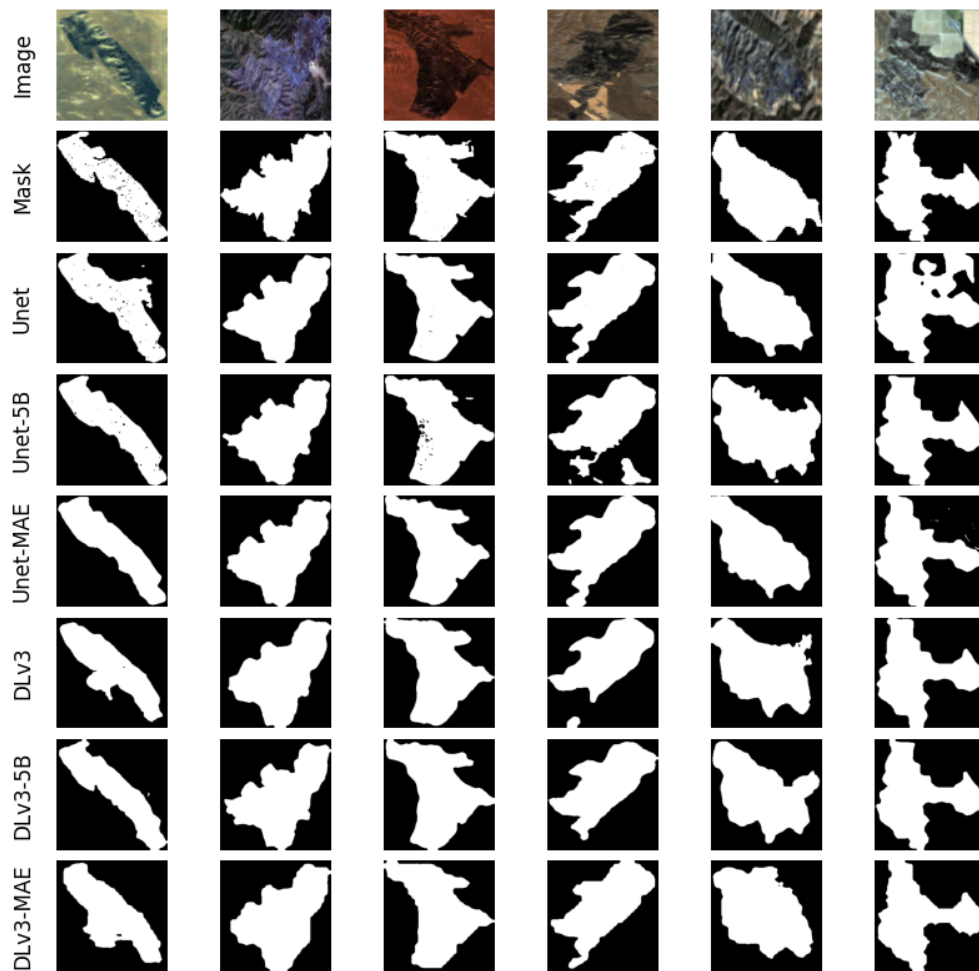 Image
Mask
Unet
Unet-5B
Unet-MAE
DLv3
DLv3-5B
DLv3-MAE